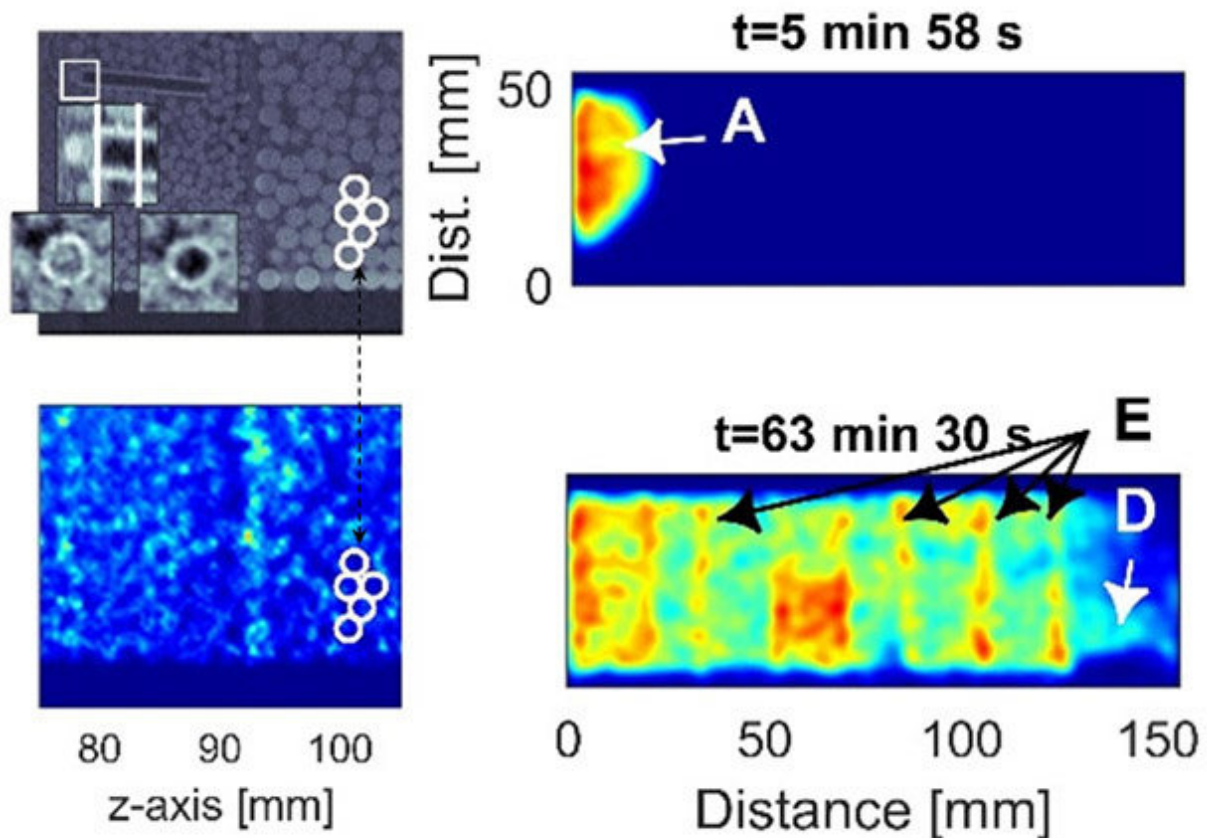 t=5 min 58 s
50
A
Dist. [mm]
0
t=63 min 30 s
E
D
80 90 100
z-axis [mm]
0 50 100 150
Distance [mm]